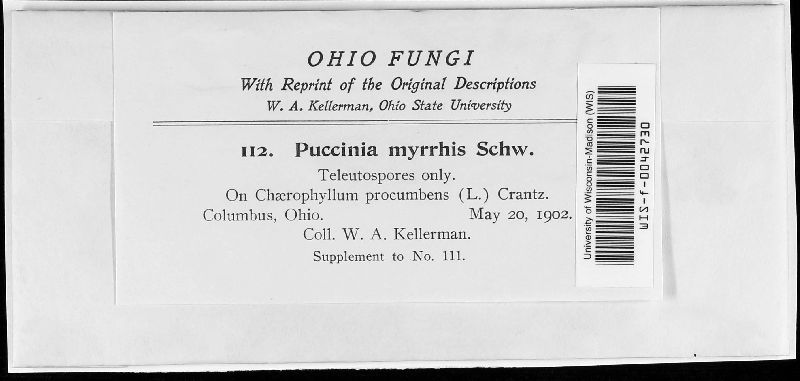 OHIO FUNGI
With Reprint of the Original Descriptions
W. A. Kellerman, Ohio State University
112. Puccinia myrrhis Schw.
Teleutospores only.
On Chærophyllum procumbens (L.) Crantz.
Columbus, Ohio. May 20, 1902.
Coll. W. A. Kellerman.
Supplement to No. 111.
University of Wisconsin-Madison (WIS)
WIS-f-0042730